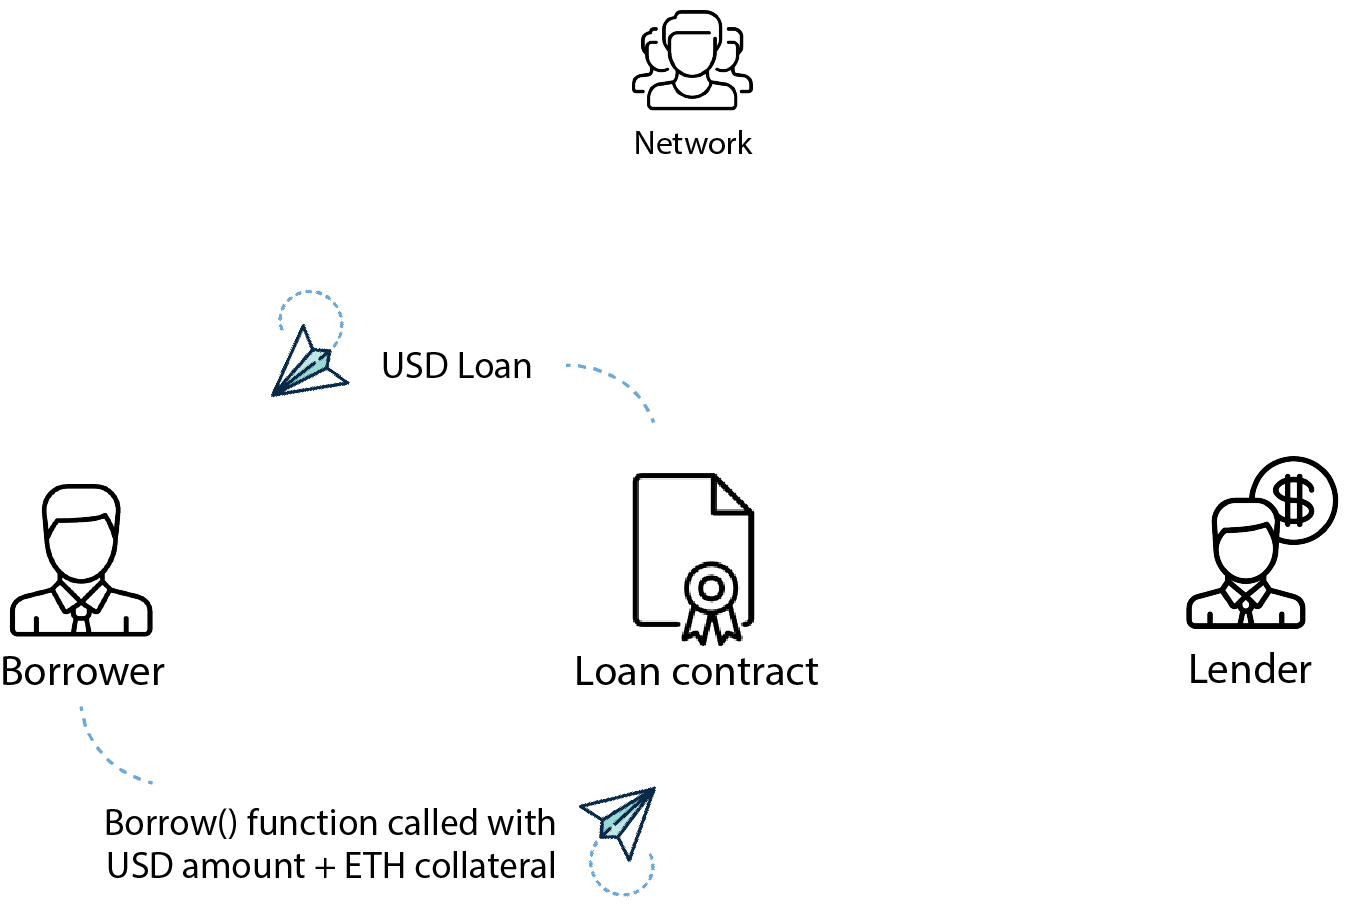 Network
USD Loan
Borrower
Loan contract
Lender
Borrow() function called with
USD amount + ETH collateral